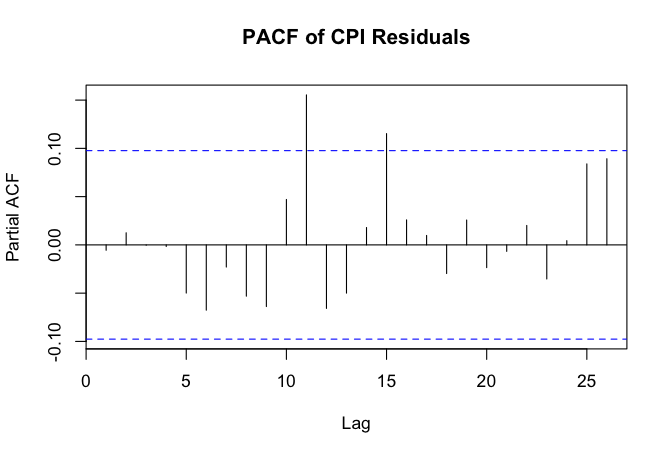 PACF of CPI Residuals
Partial ACF
0.10
0.00
-0.10
0 5 10 15 20 25
Lag